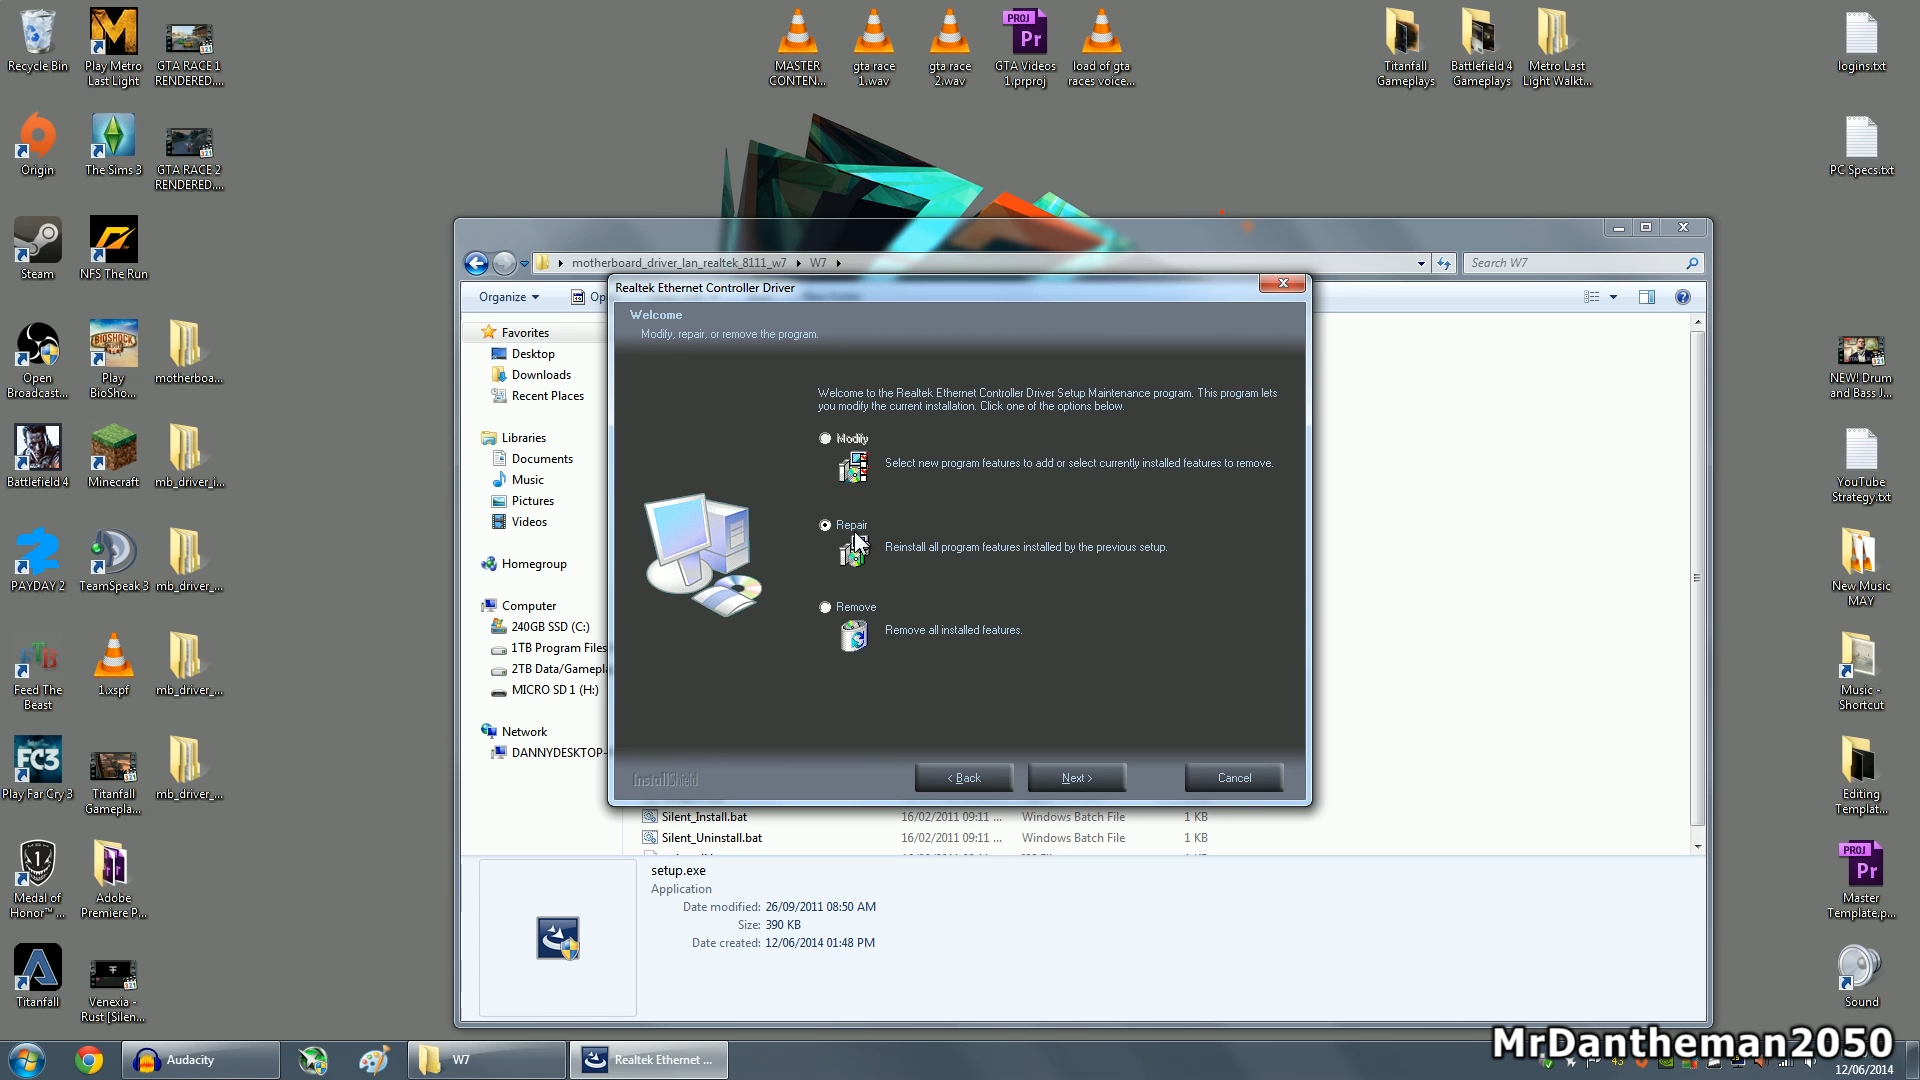 Recycle Bin
Play Metro
Last Light
GTA RACE 1
RENDERED....
MASTER
CONTEN...
gta race
1.wav
gta race
2.wav
GTA Videos
1.prproj
load of gta
races voice...
Titanfall
Gameplays
Battlefield 4
Gameplays
Metro Last
Light Walkt...
logins.txt
Origin
The Sims 3
GTA RACE 2
RENDERED....
PC Specs.txt
Steam
NFS The Run
Open
Broadcast...
Play
BioSho...
motherboa...
NEW! Drum
and Bass J...
Battlefield 4
Minecraft
mb_driver_i...
YouTube
Strategy.txt
PAYDAY 2
TeamSpeak 3
mb_driver_...
New Music
MAY
Feed The
Beast
1.xspf
mb_driver_...
Music -
Shortcut
Play Far Cry 3
Titanfall
Gamepla...
mb_driver_...
Editing
Templat...
Medal of
Honor™ ...
Adobe
Premiere P...
Master
Template.p...
Titanfall
Venexia -
Rust [Silen...
Sound
motherboard_driver_lan_realtek_8111_w7
W7
Search W7
Organize
Op
Favorites
Desktop
Downloads
Recent Places
Libraries
Documents
Music
Pictures
Videos
Homegroup
Computer
240GB SSD (C:)
1TB Program Files
2TB Data/Gamepl
MICRO SD 1 (H:)
Network
DANNYDESKTOP-
Realtek Ethernet Controller Driver
Welcome
Modify, repair, or remove the program.
Welcome to the Realtek Ethernet Controller Driver Setup Maintenance program. This program lets
you modify the current installation. Click one of the options below.
Modify
Select new program features to add or select currently installed features to remove.
Repair
Reinstall all program features installed by the previous setup.
Remove
Remove all installed features.
InstallShield
< Back
Next >
Cancel
Silent_Install.bat 16/02/2011 09:11 ... Windows Batch File 1 KB
Silent_Uninstall.bat 16/02/2011 09:11 ... Windows Batch File 1 KB
setup.exe
Application
Date modified: 26/09/2011 08:50 AM
Size: 390 KB
Date created: 12/06/2014 01:48 PM
Audacity
W7
Realtek Ethernet ...
MrDantheman2050
12/06/2014